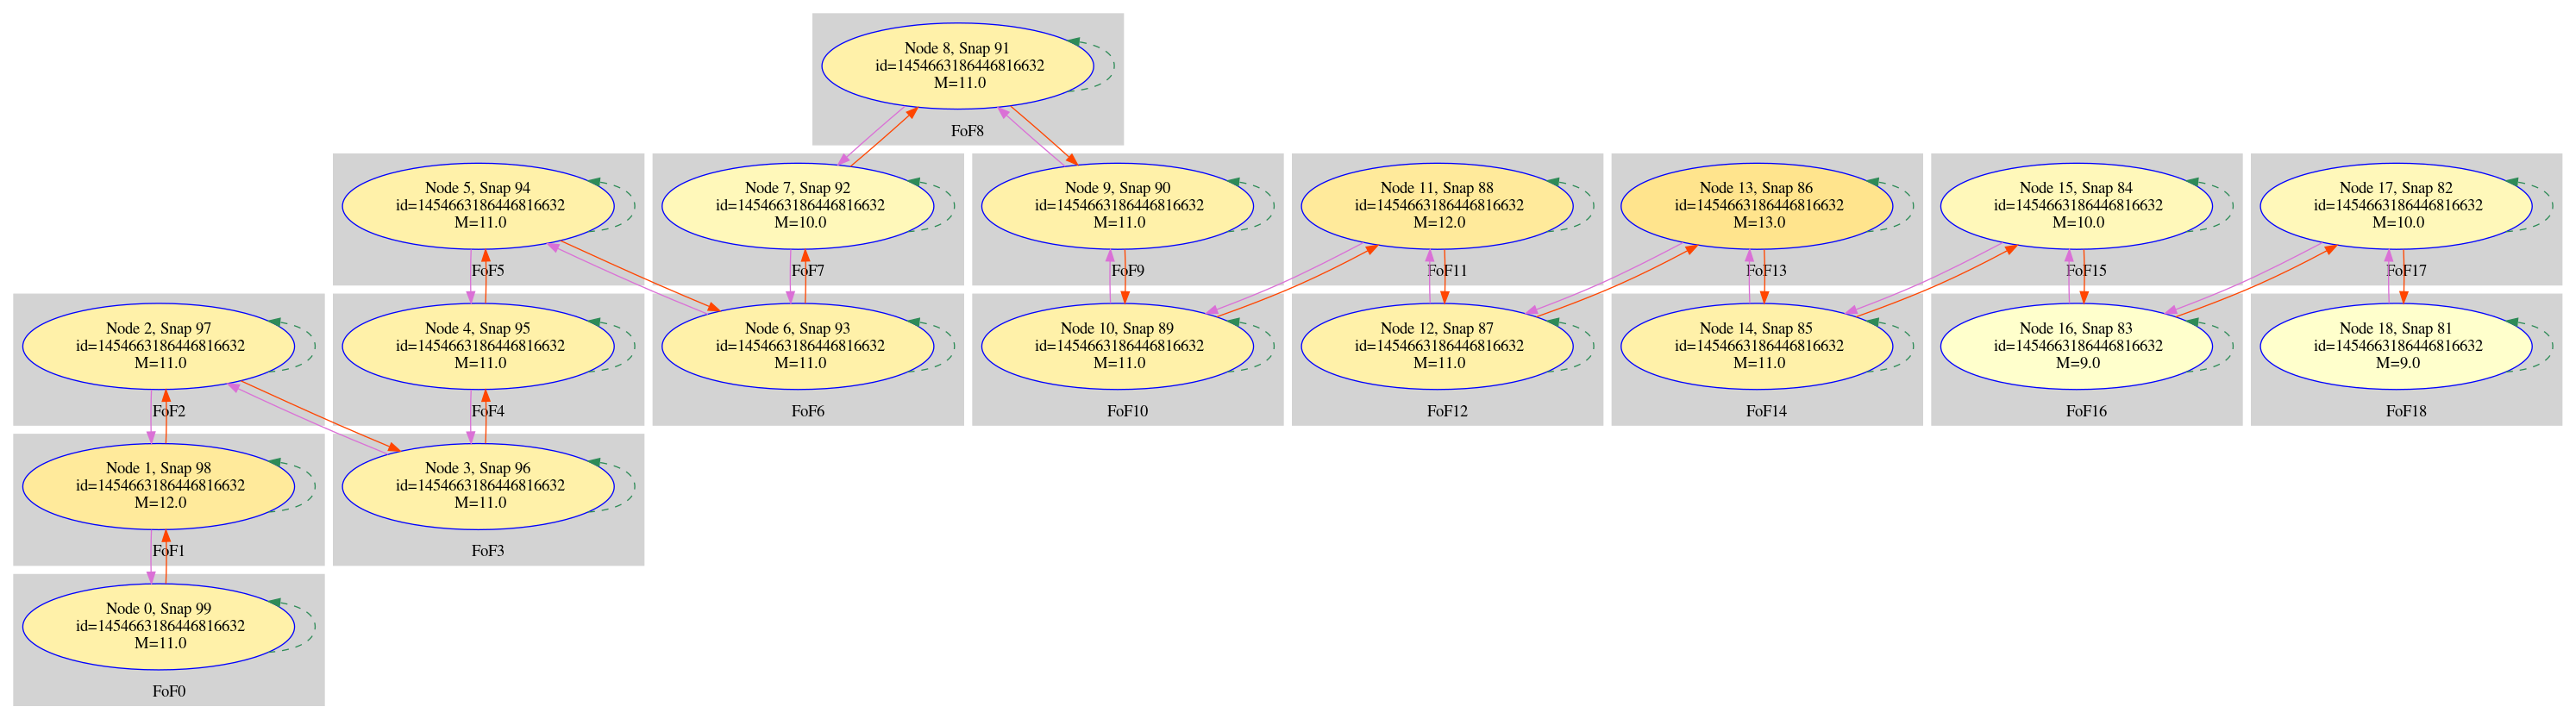 Node 8, Snap 91
id=1454663186446816632
M=11.0
FoF8
Node 5, Snap 94
id=1454663186446816632
M=11.0
FoF5
Node 7, Snap 92
id=1454663186446816632
M=10.0
FoF7
Node 9, Snap 90
id=1454663186446816632
M=11.0
FoF9
Node 11, Snap 88
id=1454663186446816632
M=12.0
FoF11
Node 13, Snap 86
id=1454663186446816632
M=13.0
FoF13
Node 15, Snap 84
id=1454663186446816632
M=10.0
FoF15
Node 17, Snap 82
id=1454663186446816632
M=10.0
FoF17
Node 2, Snap 97
id=1454663186446816632
M=11.0
FoF2
Node 4, Snap 95
id=1454663186446816632
M=11.0
FoF4
Node 6, Snap 93
id=1454663186446816632
M=11.0
FoF6
Node 10, Snap 89
id=1454663186446816632
M=11.0
FoF10
Node 12, Snap 87
id=1454663186446816632
M=11.0
FoF12
Node 14, Snap 85
id=1454663186446816632
M=11.0
FoF14
Node 16, Snap 83
id=1454663186446816632
M=9.0
FoF16
Node 18, Snap 81
id=1454663186446816632
M=9.0
FoF18
Node 1, Snap 98
id=1454663186446816632
M=12.0
FoF1
Node 3, Snap 96
id=1454663186446816632
M=11.0
FoF3
Node 0, Snap 99
id=1454663186446816632
M=11.0
FoF0